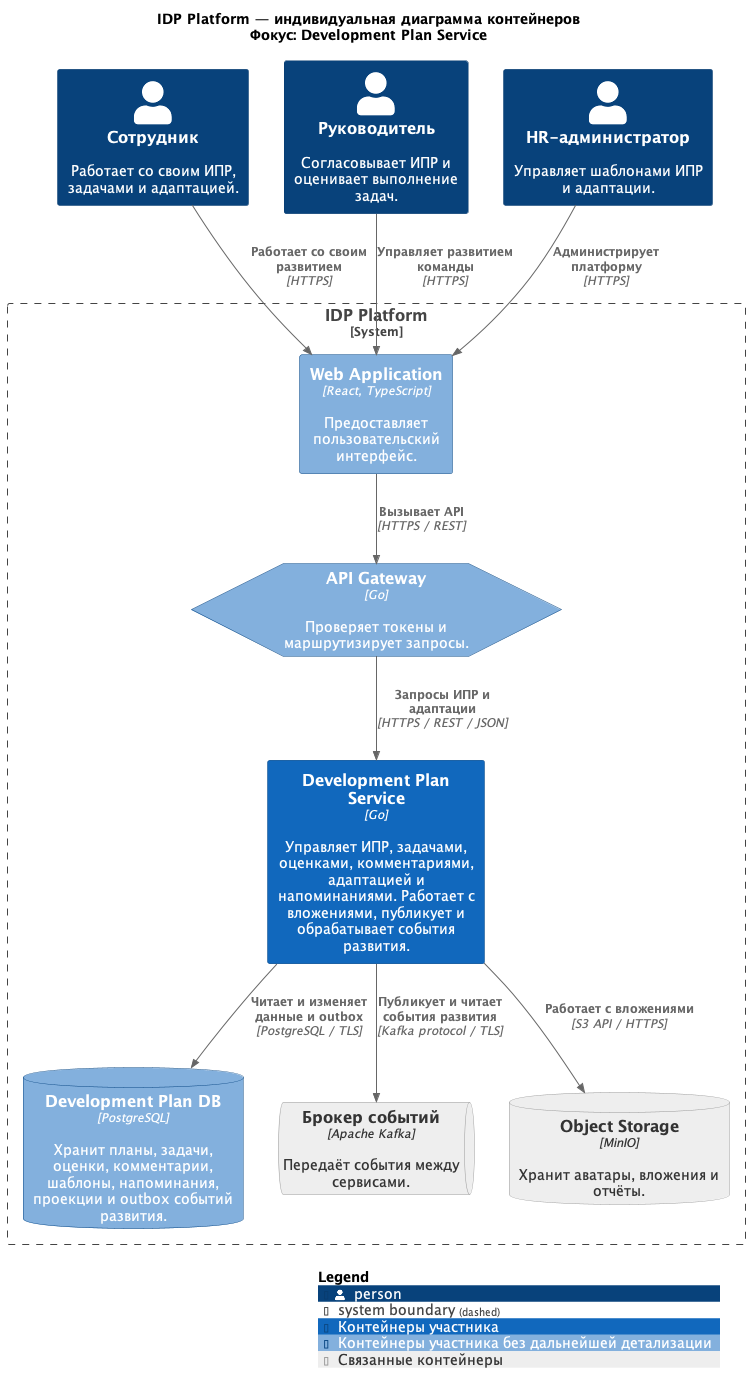 IDP Platform — индивидуальная диаграмма контейнеров
Фокус: Development Plan Service
Сотрудник
Работает со своим ИПР,
задачами и адаптацией.
Руководитель
Согласовывает ИПР и
оценивает выполнение
задач.
HR-администратор
Управляет шаблонами ИПР
и адаптации.
Работает со своим
развитием
[HTTPS]
Управляет развитием
команды
[HTTPS]
Администрирует
платформу
[HTTPS]
IDP Platform
[System]
Web Application
[React, TypeScript]
Предоставляет
пользовательский
интерфейс.
Вызывает API
[HTTPS / REST]
API Gateway
[Go]
Проверяет токены и
маршрутизирует запросы.
Запросы ИПР и
адаптации
[HTTPS / REST / JSON]
Development Plan
Service
[Go]
Управляет ИПР, задачами,
оценками, комментариями,
адаптацией и
напоминаниями. Работает с
вложениями, публикует и
обрабатывает события
развития.
Читает и изменяет
данные и outbox
[PostgreSQL / TLS]
Публикует и читает
события развития
[Kafka protocol / TLS]
Работает с вложениями
[S3 API / HTTPS]
Development Plan DB
[PostgreSQL]
Хранит планы, задачи,
оценки, комментарии,
шаблоны, напоминания,
проекции и outbox событий
развития.
Брокер событий
[Apache Kafka]
Передаёт события между
сервисами.
Object Storage
[MinIO]
Хранит аватары, вложения и
отчёты.
Legend
person
system boundary (dashed)
Контейнеры участника
Контейнеры участника без дальнейшей детализации
Связанные контейнеры